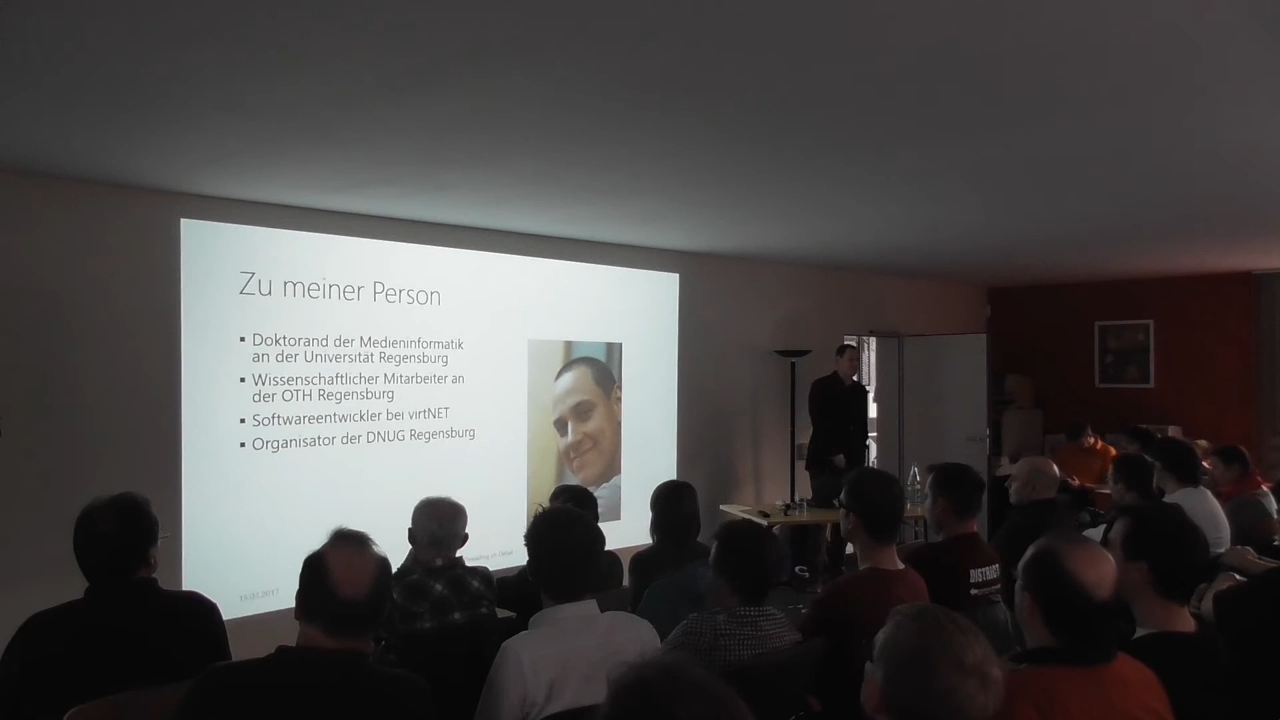 Zu meiner Person
▪ Doktorand der Medieninformatik
an der Universität Regensburg
▪ Wissenschaftlicher Mitarbeiter an
der OTH Regensburg
▪ Softwareentwickler bei virtNET
▪ Organisator der DNUG Regensburg
DISTRICT